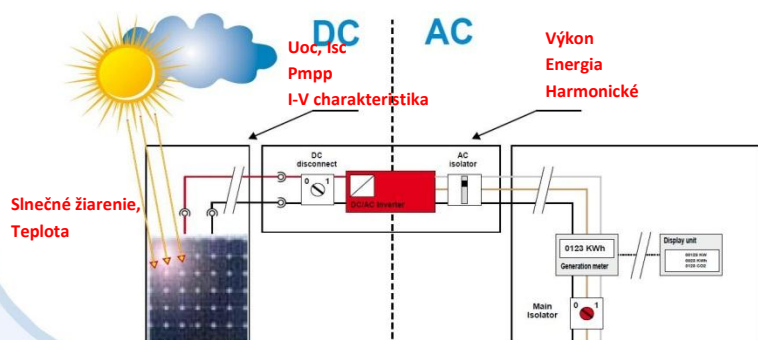 DC AC
Uoc, Isc
Pmpp
I-V charakteristika
Výkon
Energia
Harmonické
DC
disconnect
0 1
AC
isolator
DC/AC Inverter
Slnečné žiarenie,
Teplota
0123 KWh
Generation meter
Display unit
Main
Isolator
0 1